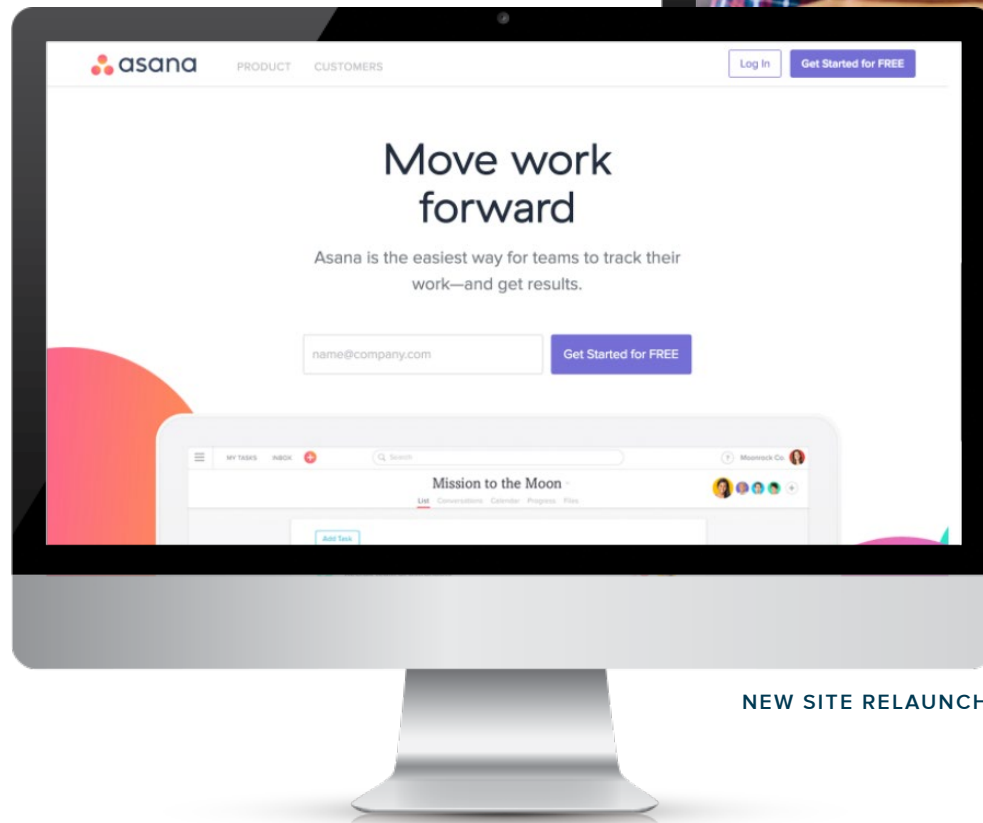 asana
PRODUCT CUSTOMERS
Log In
Get Started for FREE
Move work
forward
Asana is the easiest way for teams to track their
work—and get results.
name@company.com
Get Started for FREE
MY TASKS INBOX
Search
? Moonrock Co.
Mission to the Moon
List Conversations Calendar Progress Files
Add Task
NEW SITE RELAUNCH